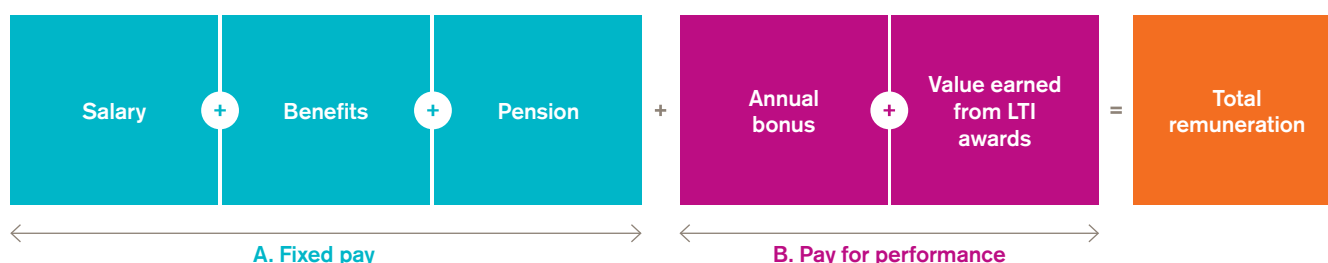 Salary + Benefits + Pension + Annual bonus + Value earned from LTI awards = Total remuneration
A. Fixed pay
B. Pay for performance